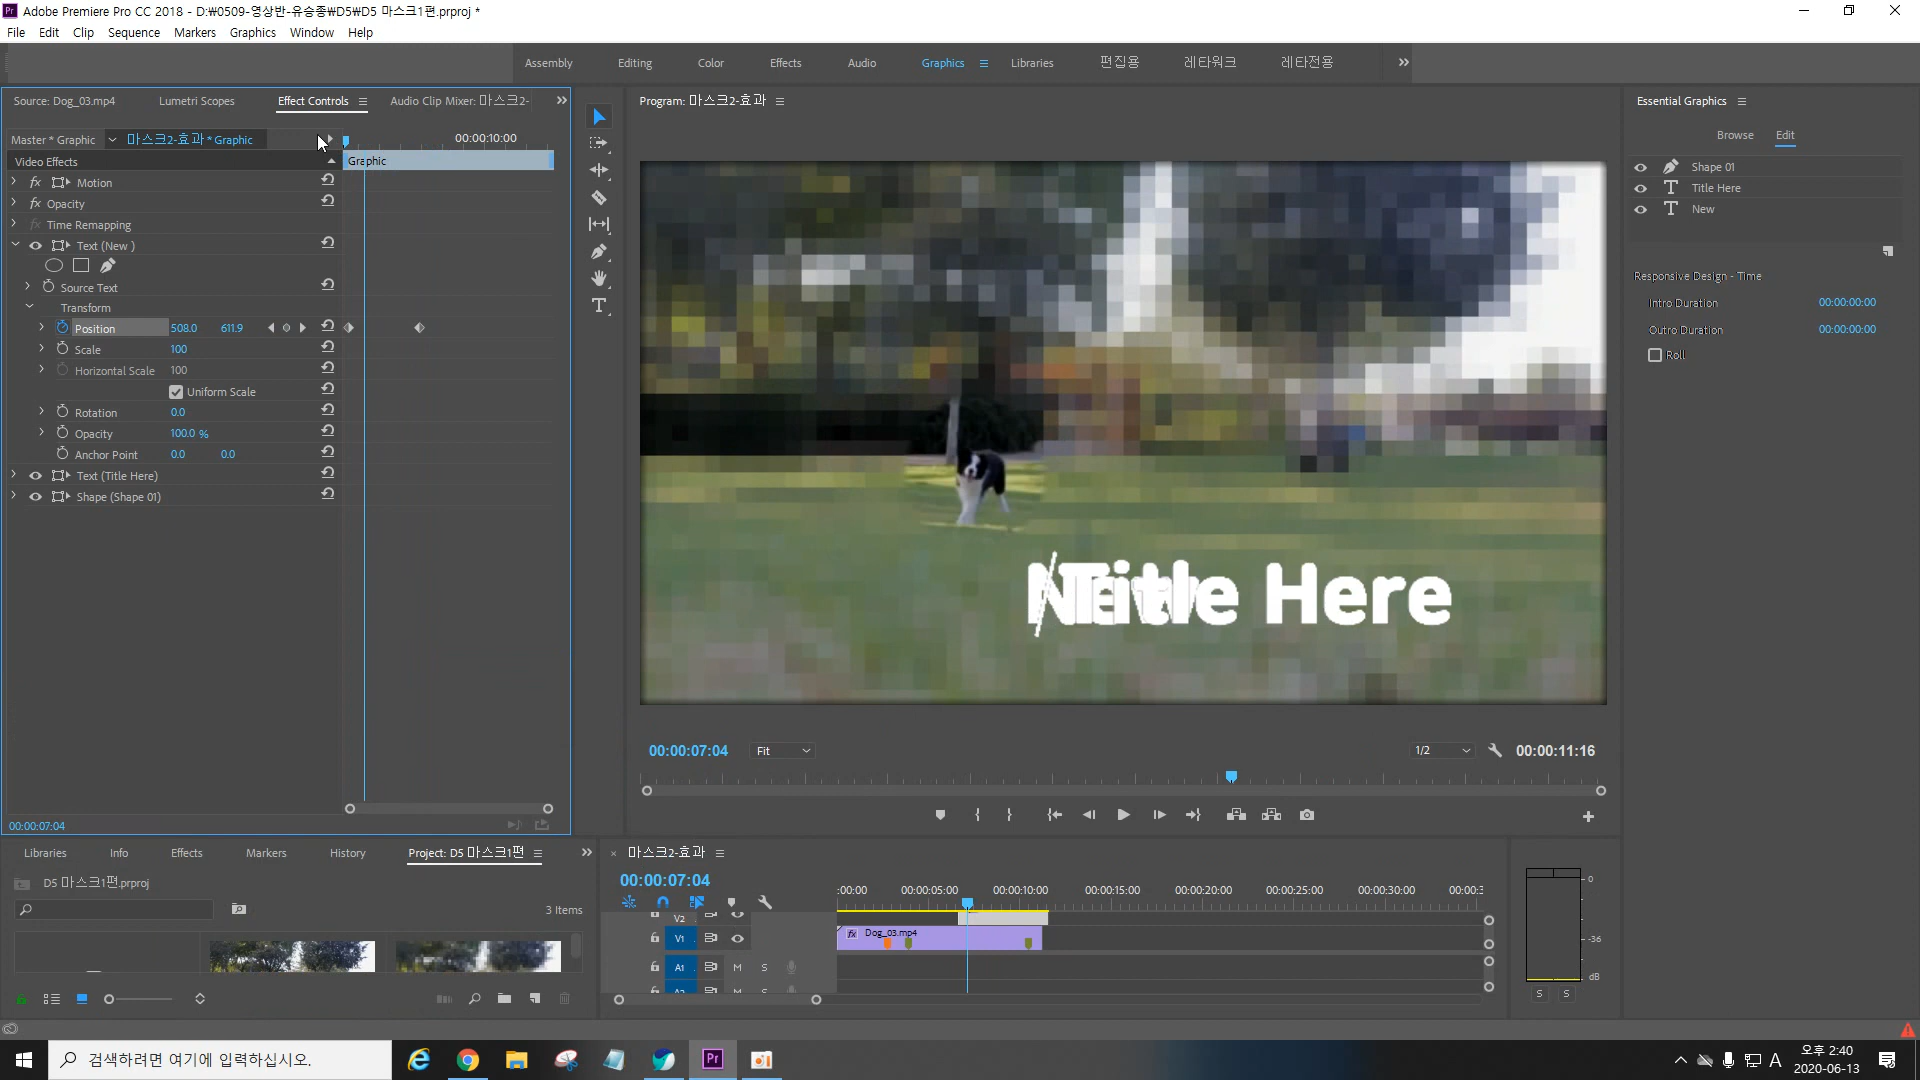 Pr Adobe Premiere Pro CC 2018 - D:₩0509-영상반-유승종₩D5₩D5 마스크1편.prproj *
File Edit Clip Sequence Markers Graphics Window Help
Assembly Editing Color Effects Audio Graphics Libraries 편집용 레타워크 레타전용
Source: Dog_03.mp4 Lumetri Scopes Effect Controls Audio Clip Mixer: 마스크2-
Program: 마스크2-효과
Essential Graphics
Browse Edit
Master * Graphic 마스크2-효과 * Graphic
00:00:10:00
Video Effects
Graphic
fx Motion
fx Opacity
fx Time Remapping
Text (New )
Source Text
Transform
Position 508.0 611.9
Scale 100
Horizontal Scale 100
Uniform Scale
Rotation 0.0
Opacity 100.0 %
Anchor Point 0.0 0.0
Text (Title Here)
Shape (Shape 01)
00:00:07:04
Shape 01
T Title Here
T New
Responsive Design - Time
Intro Duration 00:00:00:00
Outro Duration 00:00:00:00
Roll
New
Title Here
00:00:07:04 Fit 1/2 00:00:11:16
Libraries Info Effects Markers History Project: D5 마스크1편
D5 마스크1편.prproj
3 Items
× 마스크2-효과
00:00:07:04
:00:00 00:00:05:00 00:00:10:00 00:00:15:00 00:00:20:00 00:00:25:00 00:00:30:00 00:00:3
V2
V1 fx Dog_03.mp4
A1 M S
A2 M S
0
-36
dB
S S
검색하려면 여기에 입력하십시오.
Pr
A 오후 2:40
2020-06-13